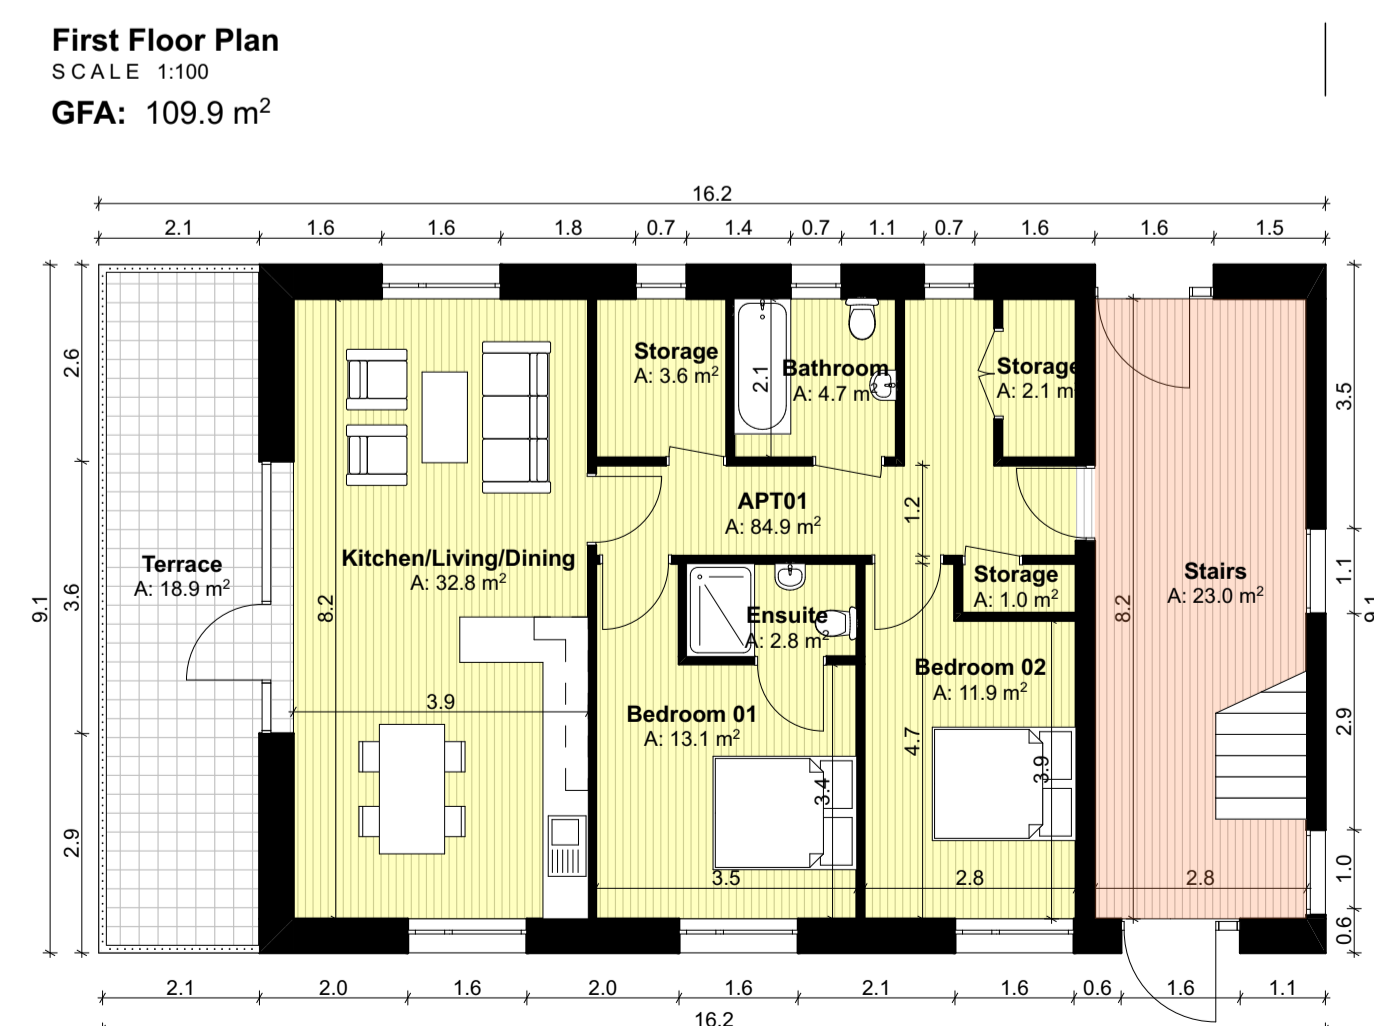 First Floor Plan
SCALE 1:100
GFA: 109.9 m²
16.2
2.1 1.6 1.6 1.8 0.7 1.4 0.7 1.1 0.7 1.6 1.6 1.5
2.6
3.6
2.9
9.1
3.5
1.1
2.9
1.0
0.6
9.1
Storage
A: 3.6 m²
2.1
Bathroom
A: 4.7 m²
Storage
A: 2.1 m
APT01
A: 84.9 m²
1.2
Terrace
A: 18.9 m²
Kitchen/Living/Dining
A: 32.8 m²
8.2
3.9
Storage
A: 1.0 m²
Stairs
A: 23.0 m²
8.2
Ensuite
A: 2.8 m²
Bedroom 02
A: 11.9 m²
Bedroom 01
A: 13.1 m²
4.7
3.9
3.4
3.5
2.8
2.8
2.1 2.0 1.6 2.0 1.6 2.1 1.6 0.6 1.6 1.1
16.2